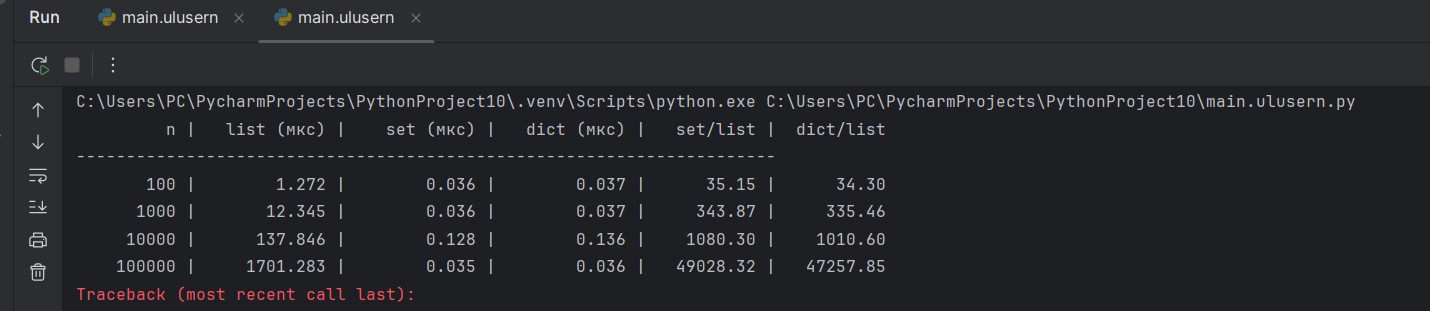 Run main.ulusern main.ulusern
C:\Users\PC\PycharmProjects\PythonProject10\.venv\Scripts\python.exe C:\Users\PC\PycharmProjects\PythonProject10\main.ulusern.py
n | list (мкс) | set (мкс) | dict (мкс) | set/list | dict/list
----------------------------------------------------------------------
100 | 1.272 | 0.036 | 0.037 | 35.15 | 34.30
1000 | 12.345 | 0.036 | 0.037 | 343.87 | 335.46
10000 | 137.846 | 0.128 | 0.136 | 1080.30 | 1010.60
100000 | 1701.283 | 0.035 | 0.036 | 49028.32 | 47257.85
Traceback (most recent call last):